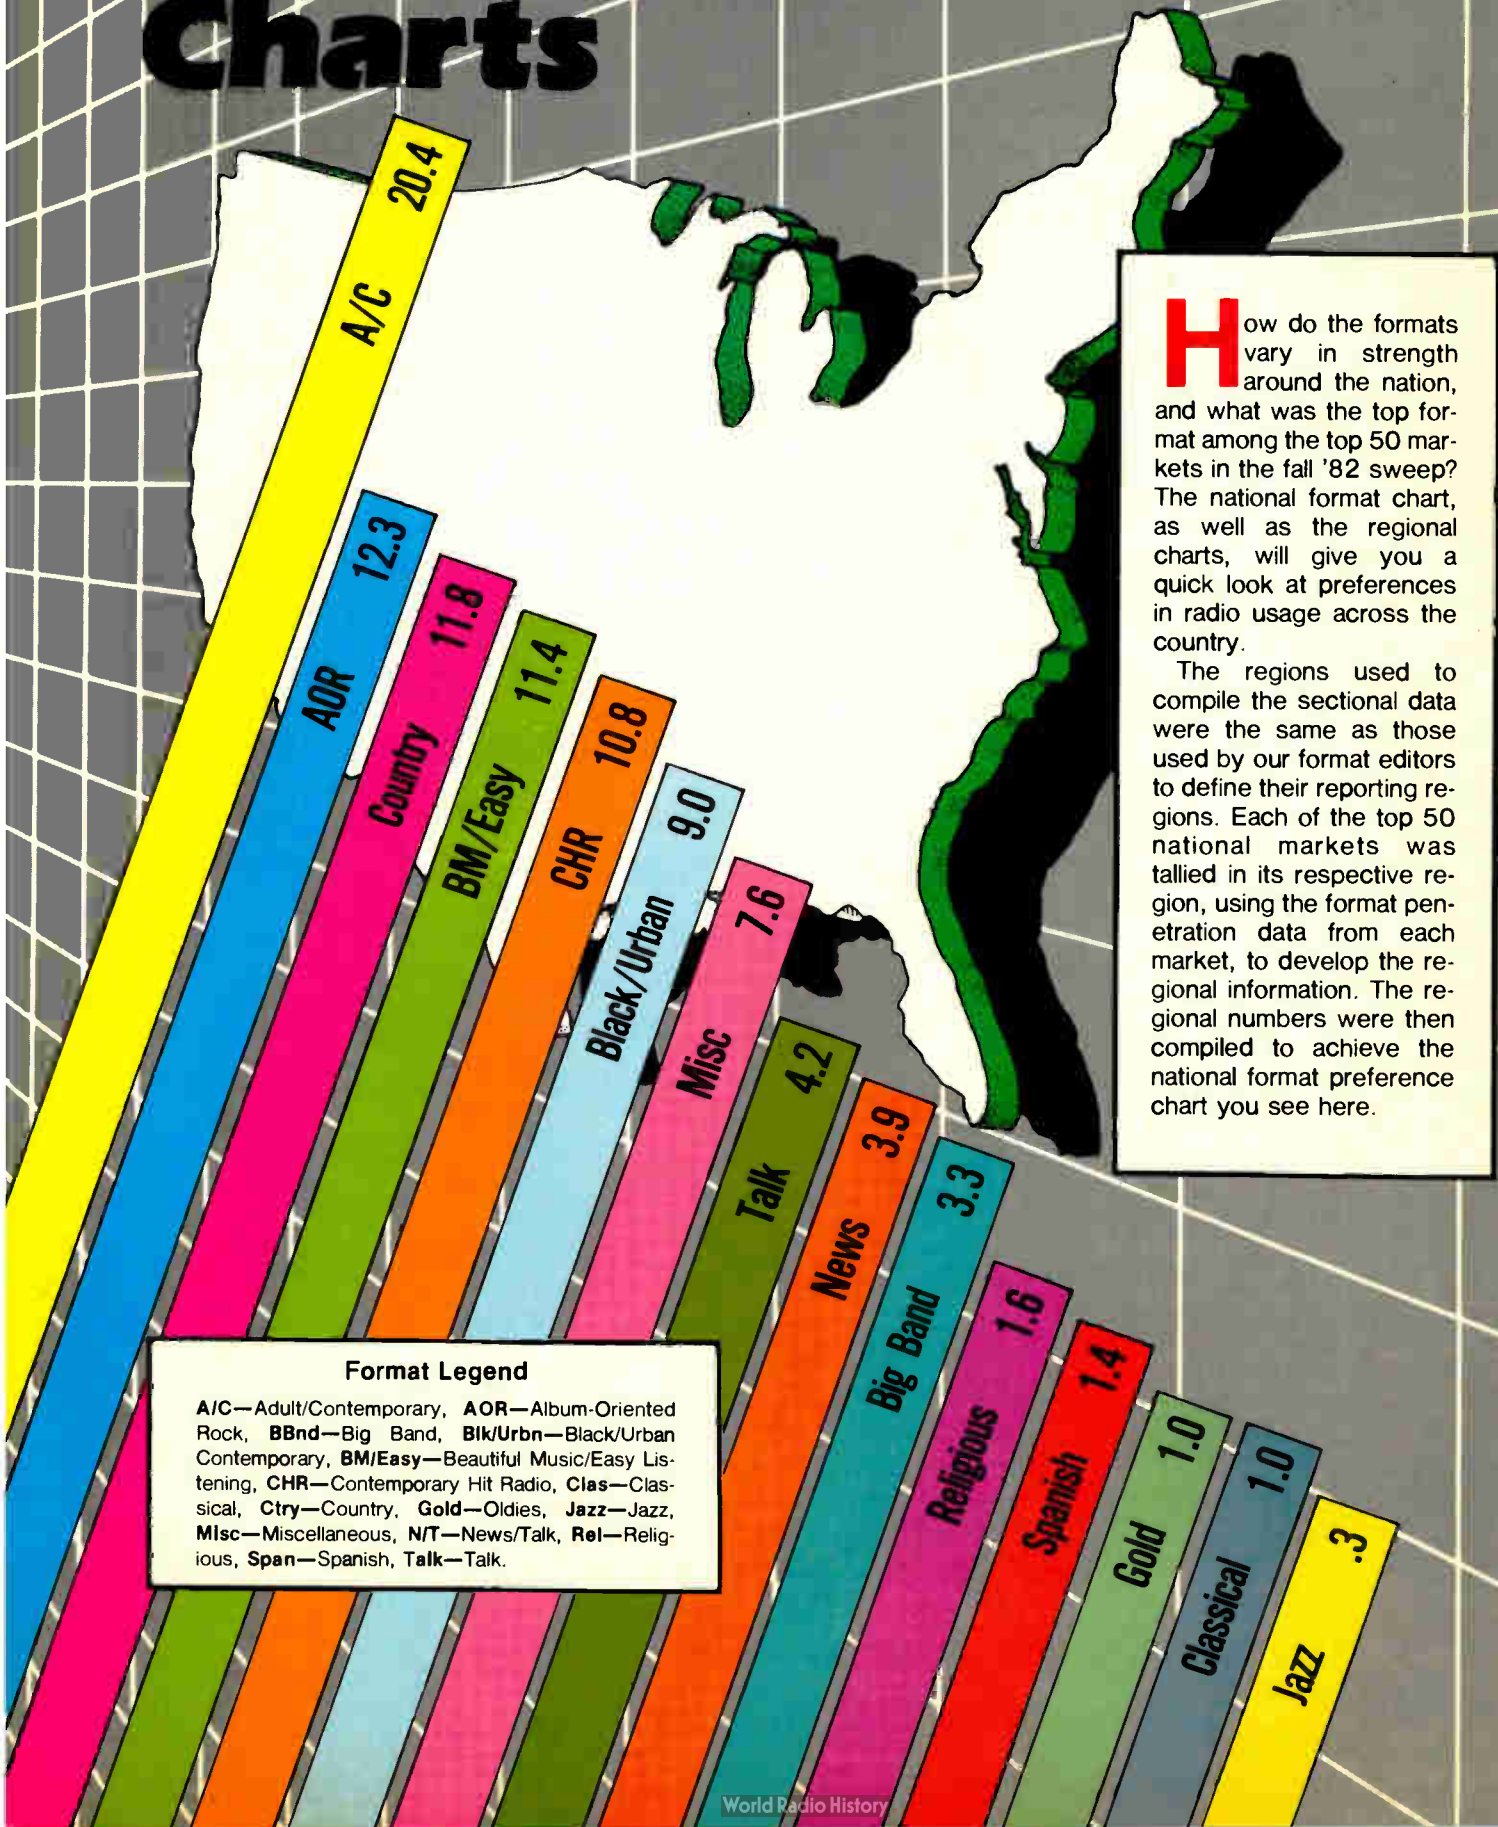 Charts
20.4
A/C
12.3
AOR
11.8
Country
11.4
BM/Easy
10.8
CHR
9.0
Black/Urban
7.6
Misc
4.2
Talk
3.9
News
3.3
Big Band
1.6
Religious
1.4
Spanish
1.0
Gold
1.0
Classical
.3
Jazz
How do the formats
vary in strength
around the nation,
and what was the top for-
mat among the top 50 mar-
kets in the fall '82 sweep?
The national format chart,
as well as the regional
charts, will give you a
quick look at preferences
in radio usage across the
country.
The regions used to
compile the sectional data
were the same as those
used by our format editors
to define their reporting re-
gions. Each of the top 50
national markets was
tallied in its respective re-
gion, using the format pen-
etration data from each
market, to develop the re-
gional information. The re-
gional numbers were then
compiled to achieve the
national format preference
chart you see here.
Format Legend
A/C—Adult/Contemporary, AOR—Album-Oriented
Rock, BBnd—Big Band, Blk/Urbn—Black/Urban
Contemporary, BM/Easy—Beautiful Music/Easy Lis-
tening, CHR—Contemporary Hit Radio, Clas—Clas-
sical, Ctry—Country, Gold—Oldies, Jazz—Jazz,
Misc—Miscellaneous, N/T—News/Talk, Rel—Relig-
ious, Span—Spanish, Talk—Talk.
World Radio History